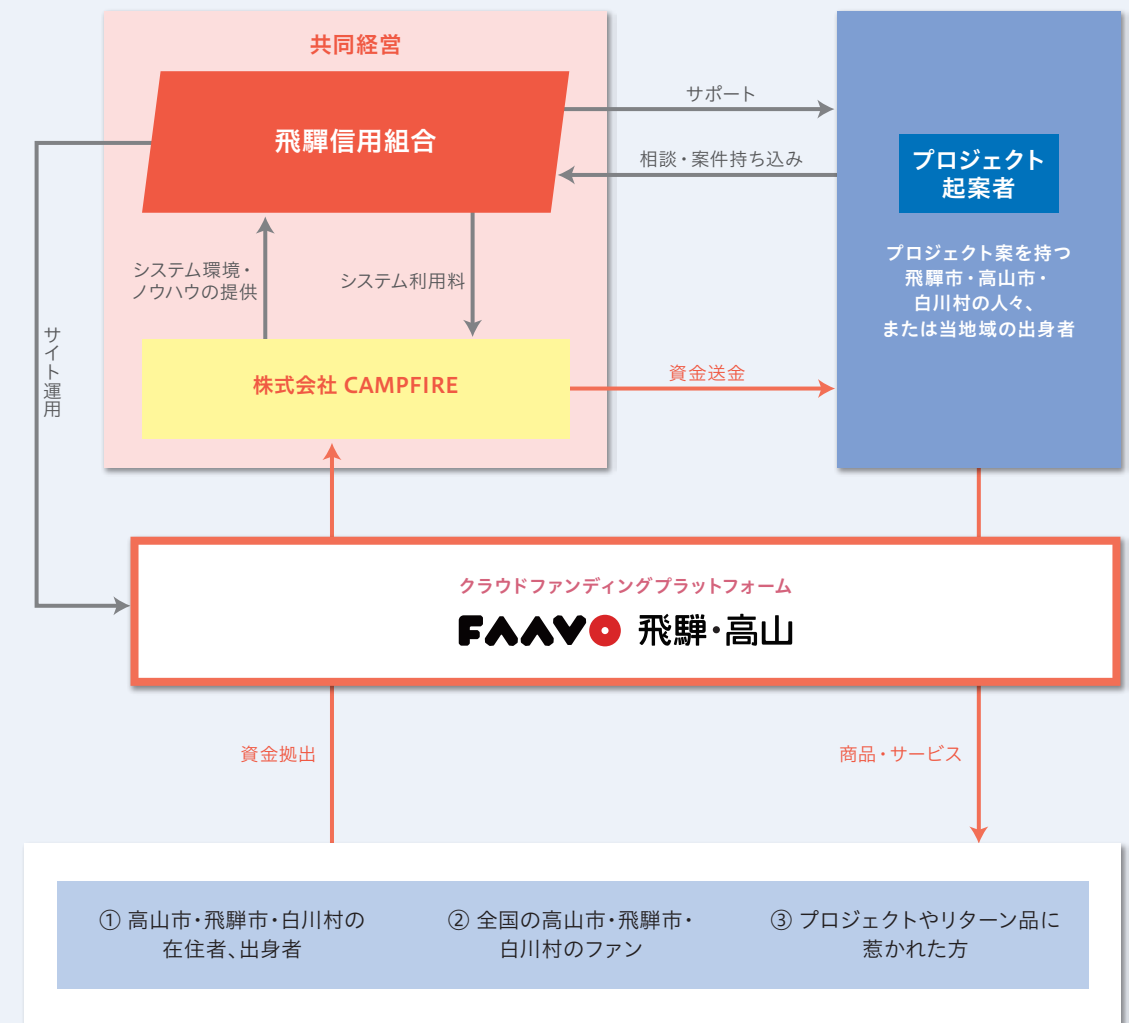 共同経営
飛驒信用組合
サポート
相談・案件持ち込み
プロジェクト
起案者
プロジェクト案を持つ
飛驒市・高山市・
白川村の人々、
または当地域の出身者
システム環境・
ノウハウの提供
システム利用料
サイト運用
株式会社 CAMPFIRE
資金送金
クラウドファンディングプラットフォーム
FAAVO 飛驒・高山
資金拠出
商品・サービス
① 高山市・飛驒市・白川村の
在住者、出身者
② 全国の高山市・飛驒市・
白川村のファン
③ プロジェクトやリターン品に
惹かれた方